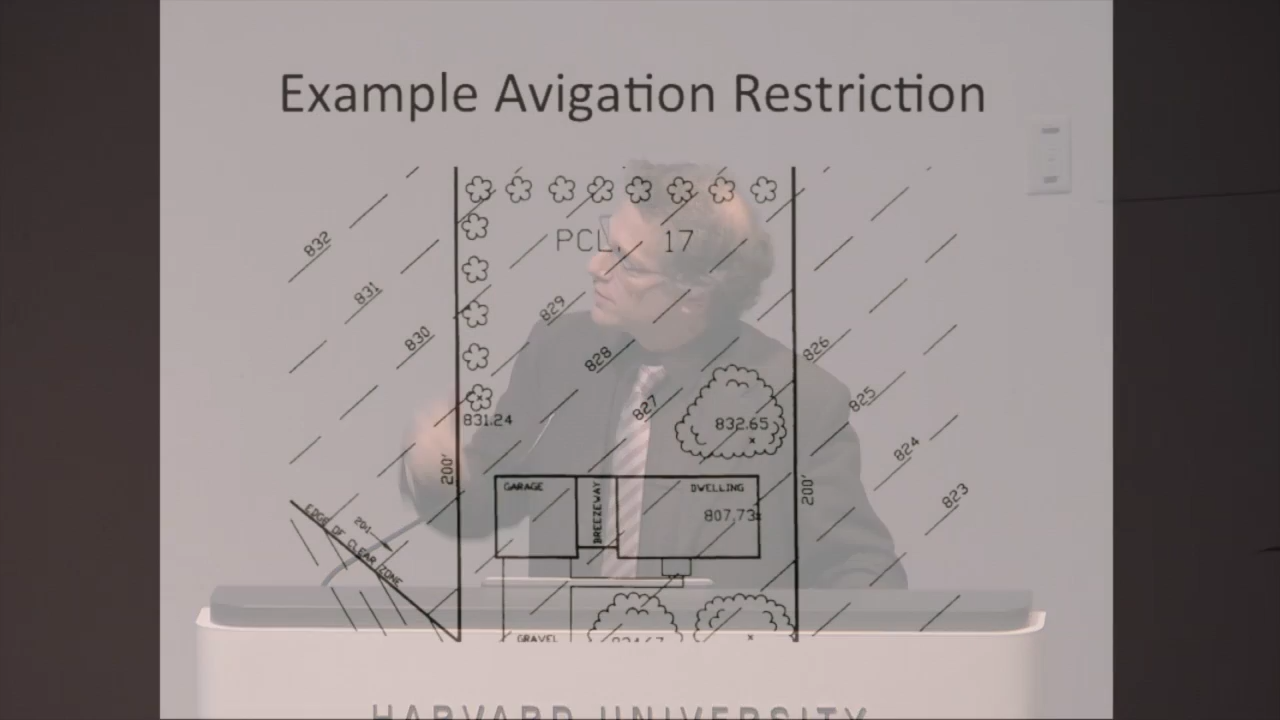 Example Avigation Restriction
PCL. 17
832
831
830
829
828
827
826
825
824
823
831.24
832.65
200'
200'
GARAGE
BREEZEWAY
DWELLING
807.73
EDGE OF CLEAR ZONE
20:1
GRAVEL
HARVARD UNIVERSITY